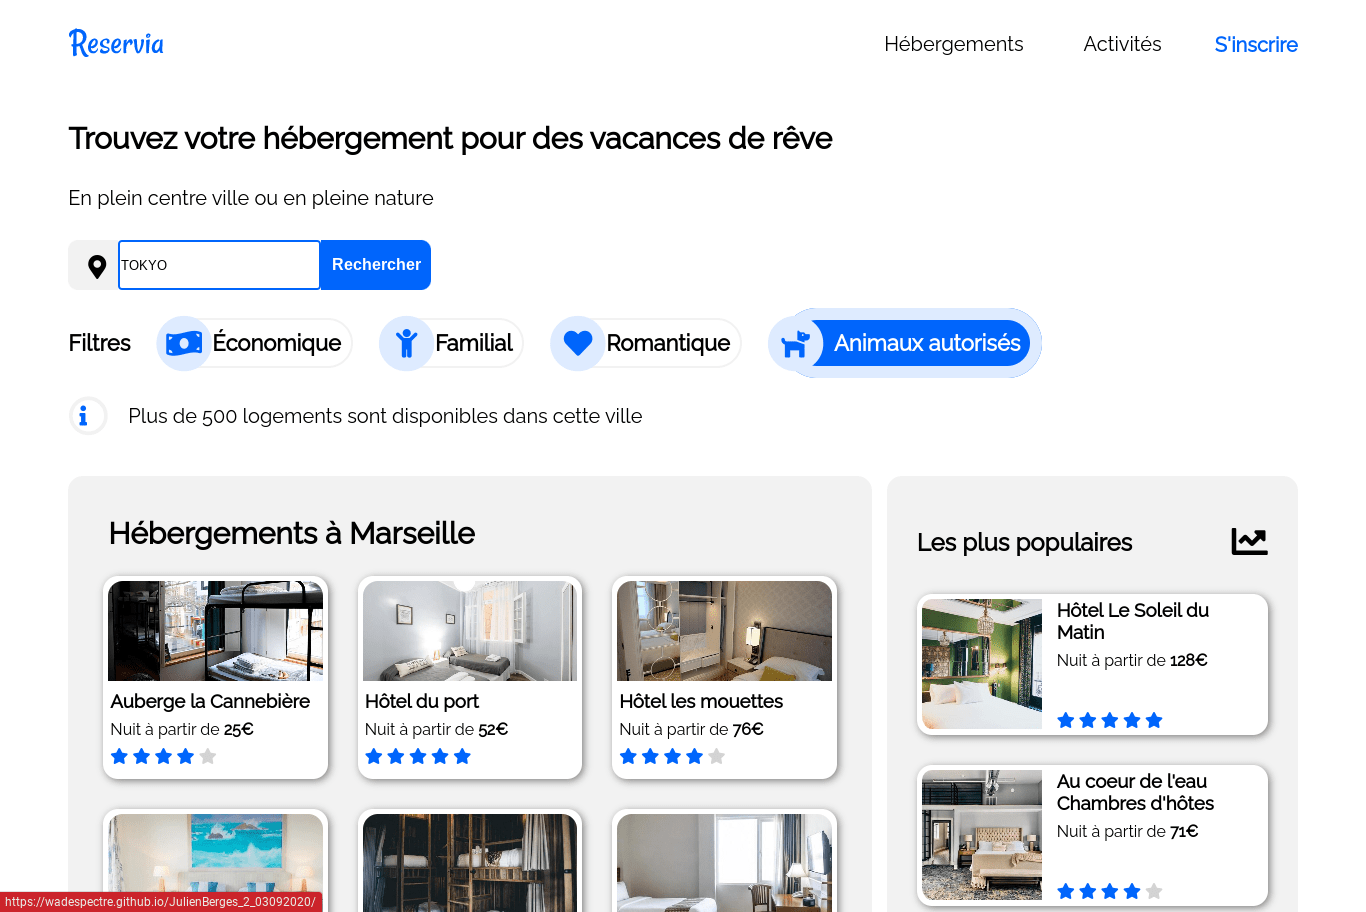 Reservia
Hébergements
Activités
S'inscrire
Trouvez votre hébergement pour des vacances de rêve
En plein centre ville ou en pleine nature
TOKYO
Rechercher
Filtres
Économique
Familial
Romantique
Animaux autorisés
Plus de 500 logements sont disponibles dans cette ville
Hébergements à Marseille
Auberge la Cannebière
Nuit à partir de 25€
Hôtel du port
Nuit à partir de 52€
Hôtel les mouettes
Nuit à partir de 76€
Les plus populaires
Hôtel Le Soleil du
Matin
Nuit à partir de 128€
Au coeur de l'eau
Chambres d'hôtes
Nuit à partir de 71€
https://wadespectre.github.io/JulienBerges_2_03092020/